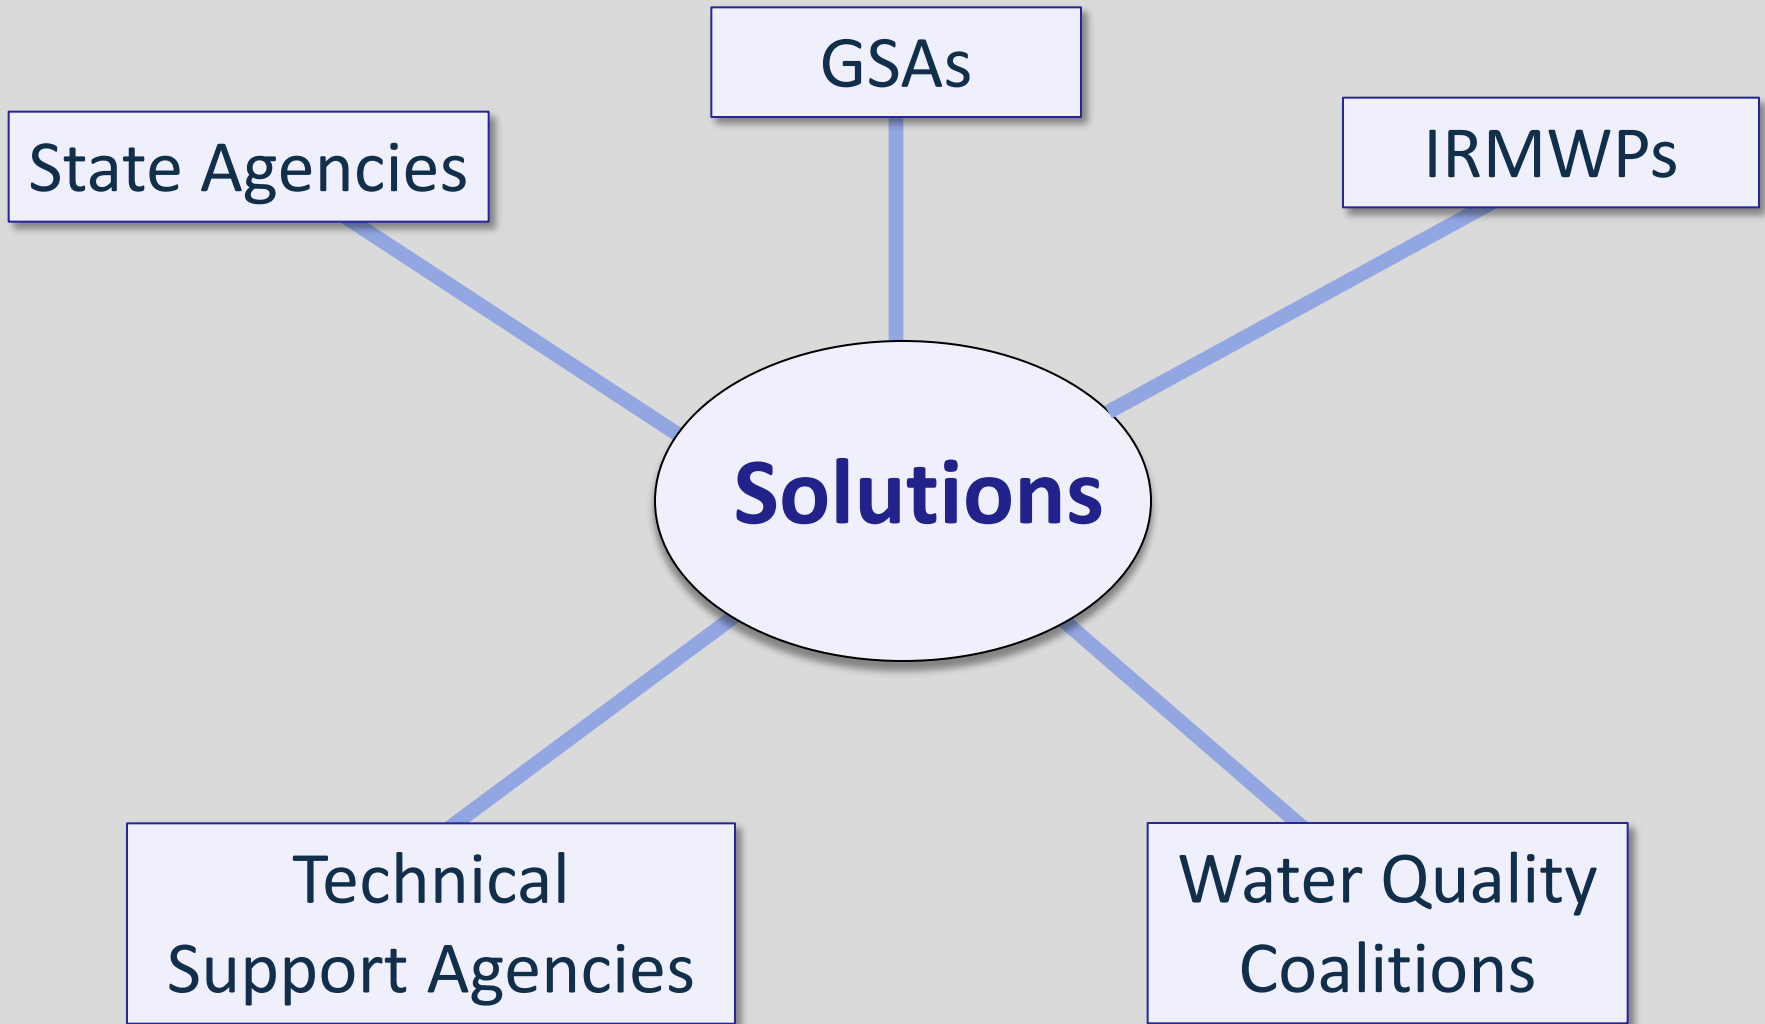 GSAs
State Agencies
IRMWPs
Solutions
Technical
Support Agencies
Water Quality
Coalitions